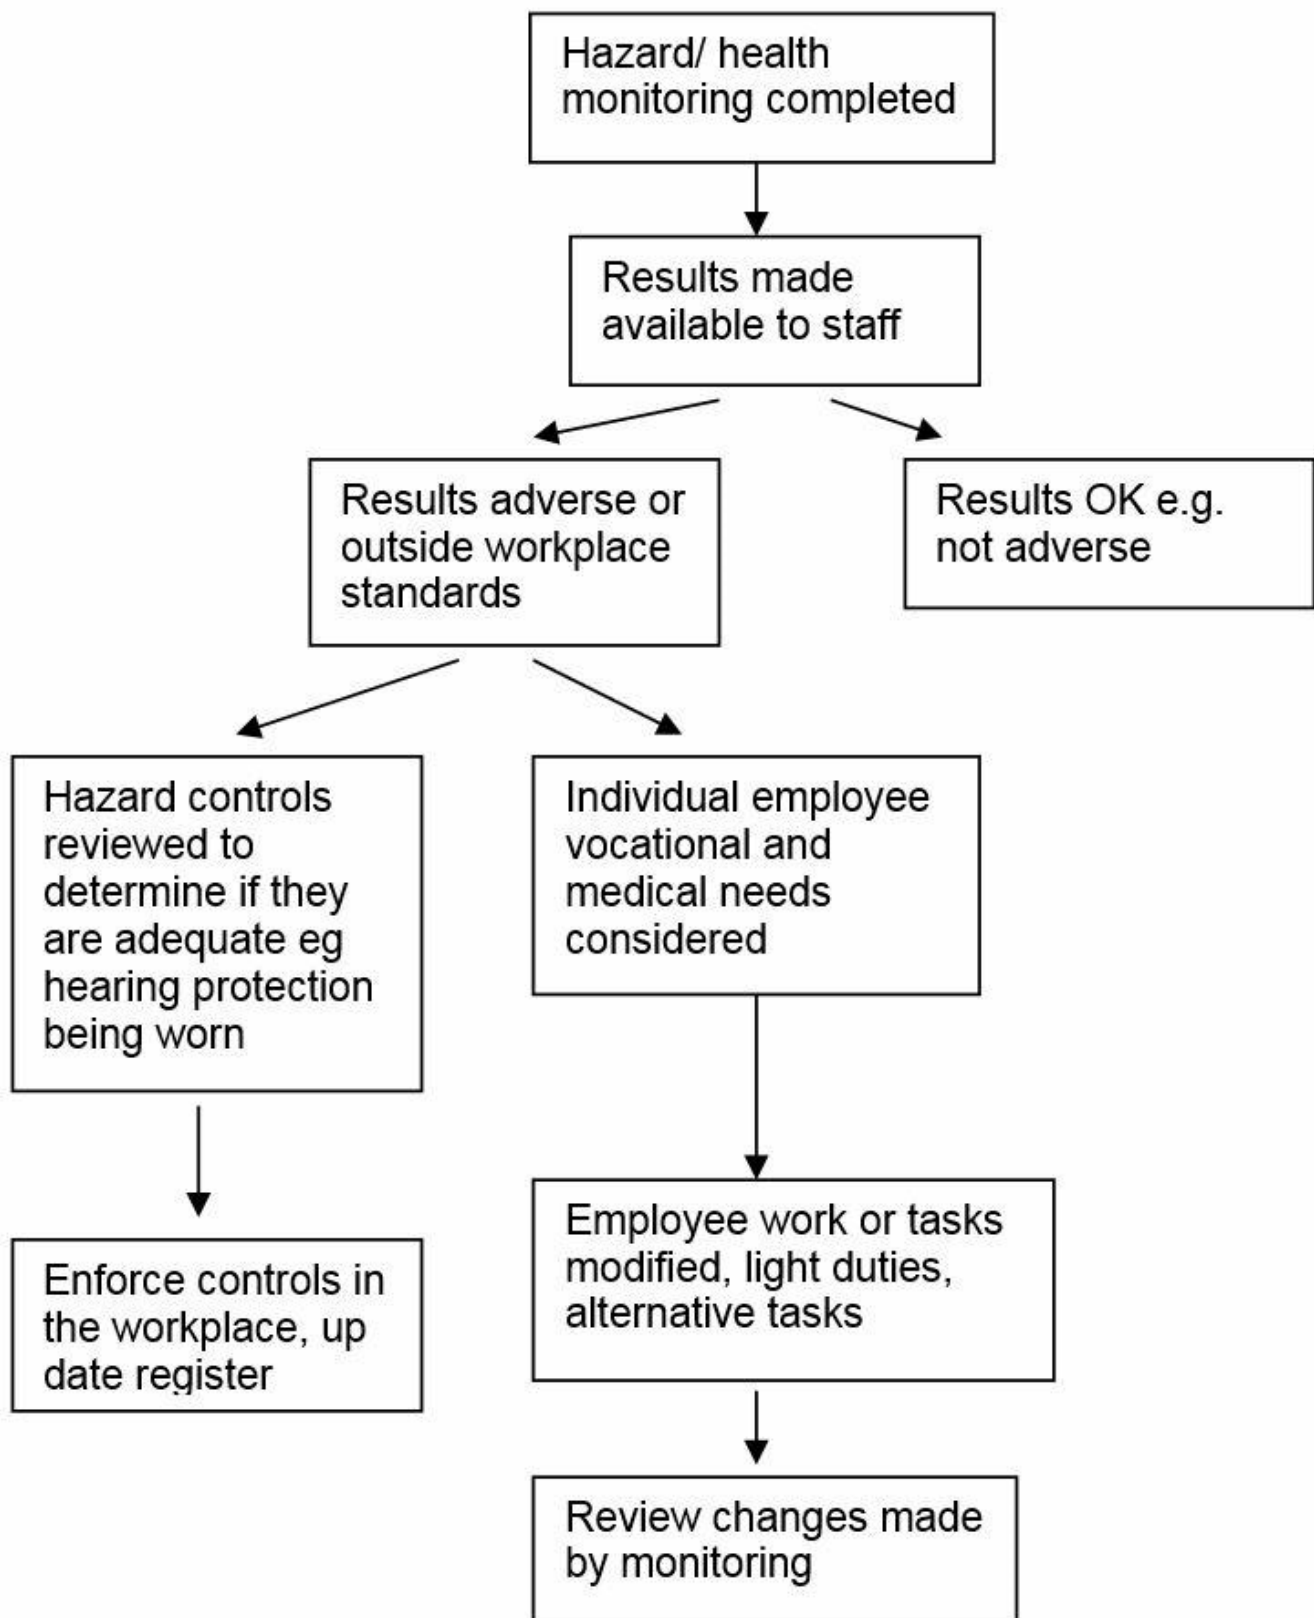 Hazard/ health
monitoring completed
Results made
available to staff
Results adverse or
outside workplace
standards
Results OK e.g.
not adverse
Hazard controls
reviewed to
determine if they
are adequate eg
hearing protection
being worn
Individual employee
vocational and
medical needs
considered
Enforce controls in
the workplace, up
date register
Employee work or tasks
modified, light duties,
alternative tasks
Review changes made
by monitoring